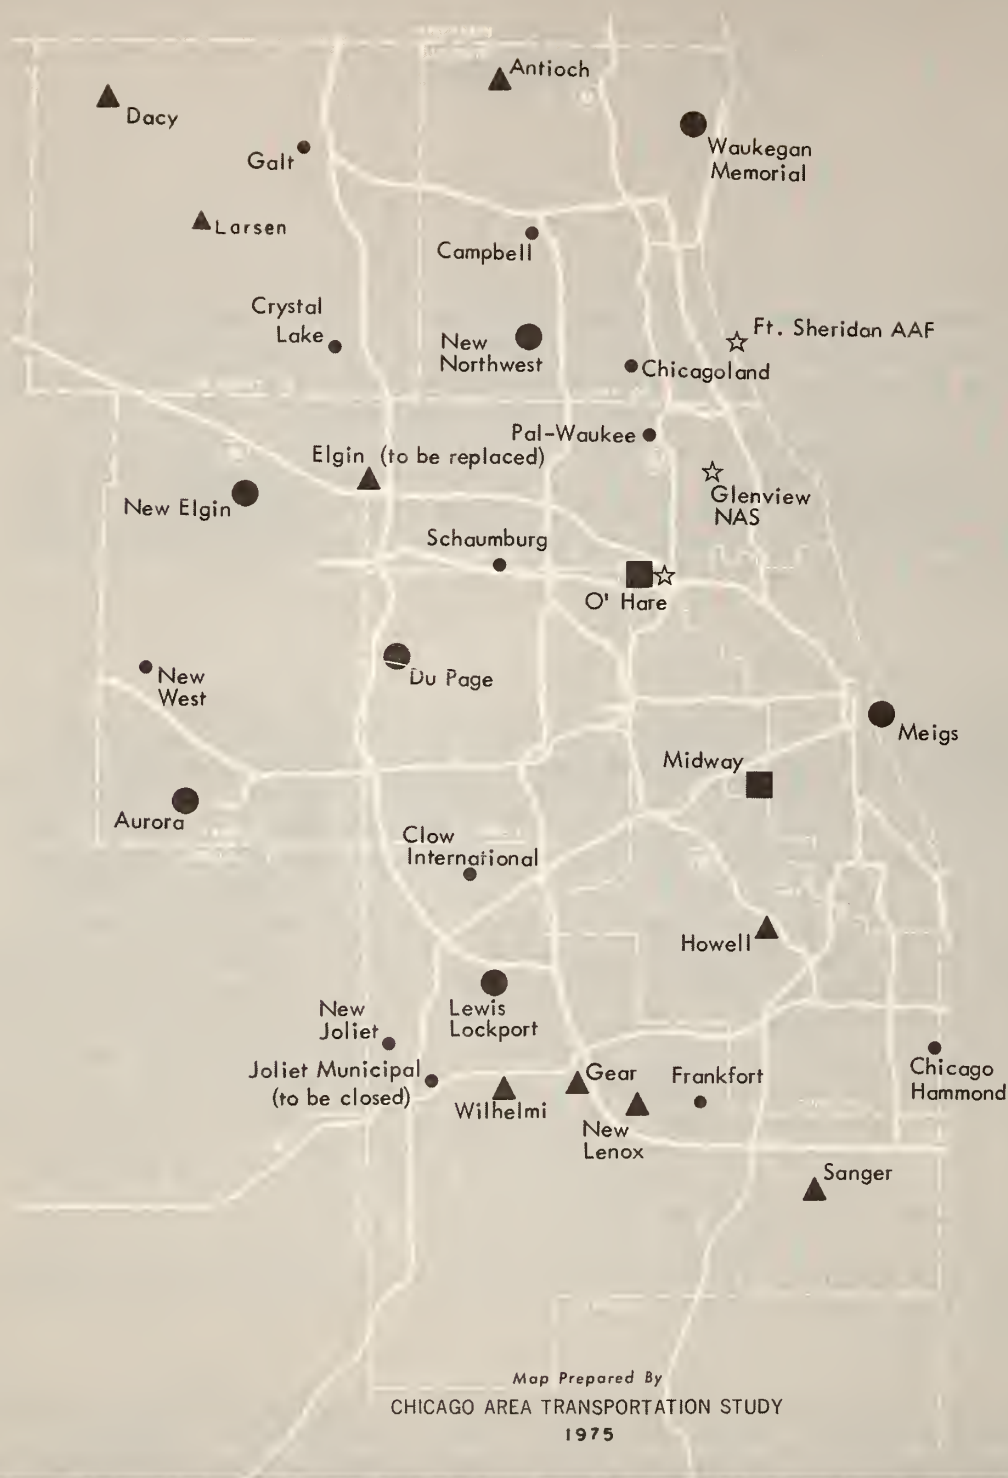 Antioch
Dacy
Waukegan
Memorial
Galt
Larsen
Campbell
Crystal
Lake
New
Northwest
Ft. Sheridan AAF
Chicagoland
Pal-Waukee
Elgin (to be replaced)
New Elgin
Glenview
NAS
Schaumburg
O' Hare
New
West
Du Page
Meigs
Midway
Aurora
Clow
International
Howell
New
Joliet
Lewis
Lockport
Joliet Municipal
(to be closed)
Wilhelmi
Gear
Frankfort
Chicago
Hammond
New
Lenox
Sanger
Map Prepared By
CHICAGO AREA TRANSPORTATION STUDY
1975